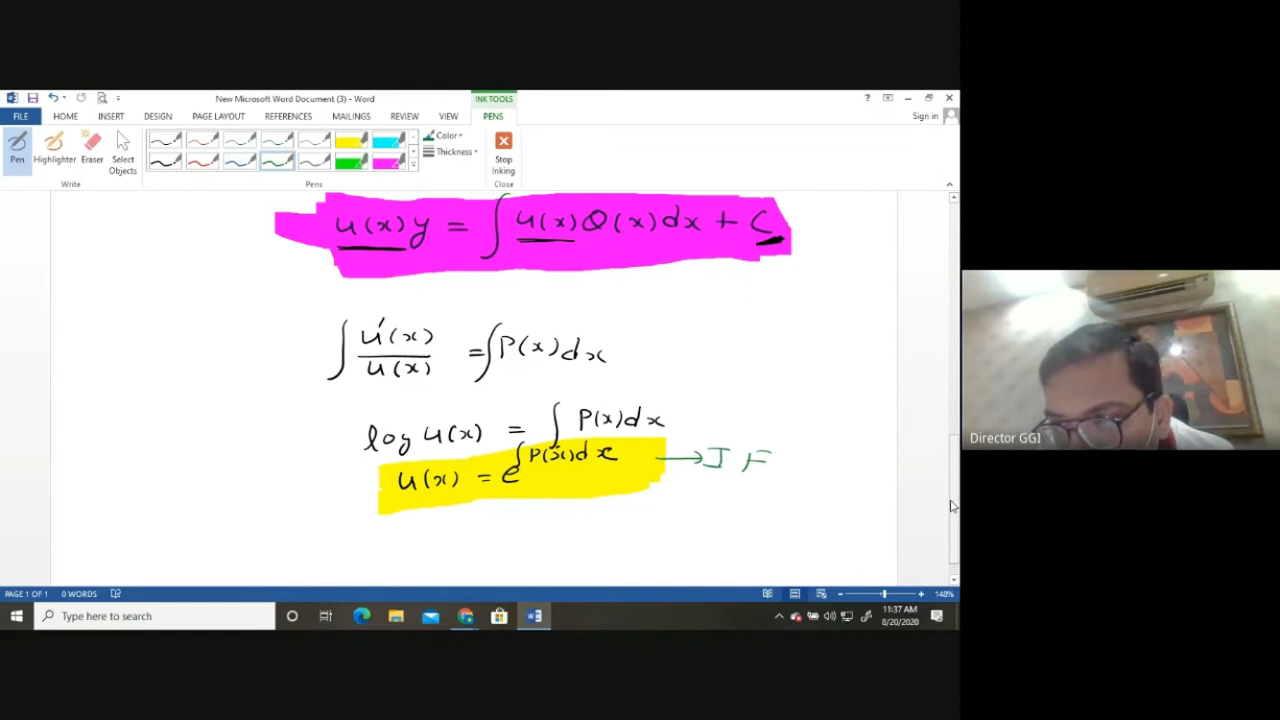 New Microsoft Word Document (3) - Word
INK TOOLS
Sign in
FILE HOME INSERT DESIGN PAGE LAYOUT REFERENCES MAILINGS REVIEW VIEW PENS
Pen Highlighter Eraser Select Objects
Color
Thickness
Stop Inking
Write Pens Close
u(x)y = ∫ u(x)Q(x)dx + C
∫ u'(x)/u(x) = ∫P(x)dx
log u(x) = ∫ P(x)dx
u(x) = e^∫P(x)dx → I F
Director GGI
PAGE 1 OF 1 0 WORDS 148%
Type here to search
11:37 AM
8/20/2020